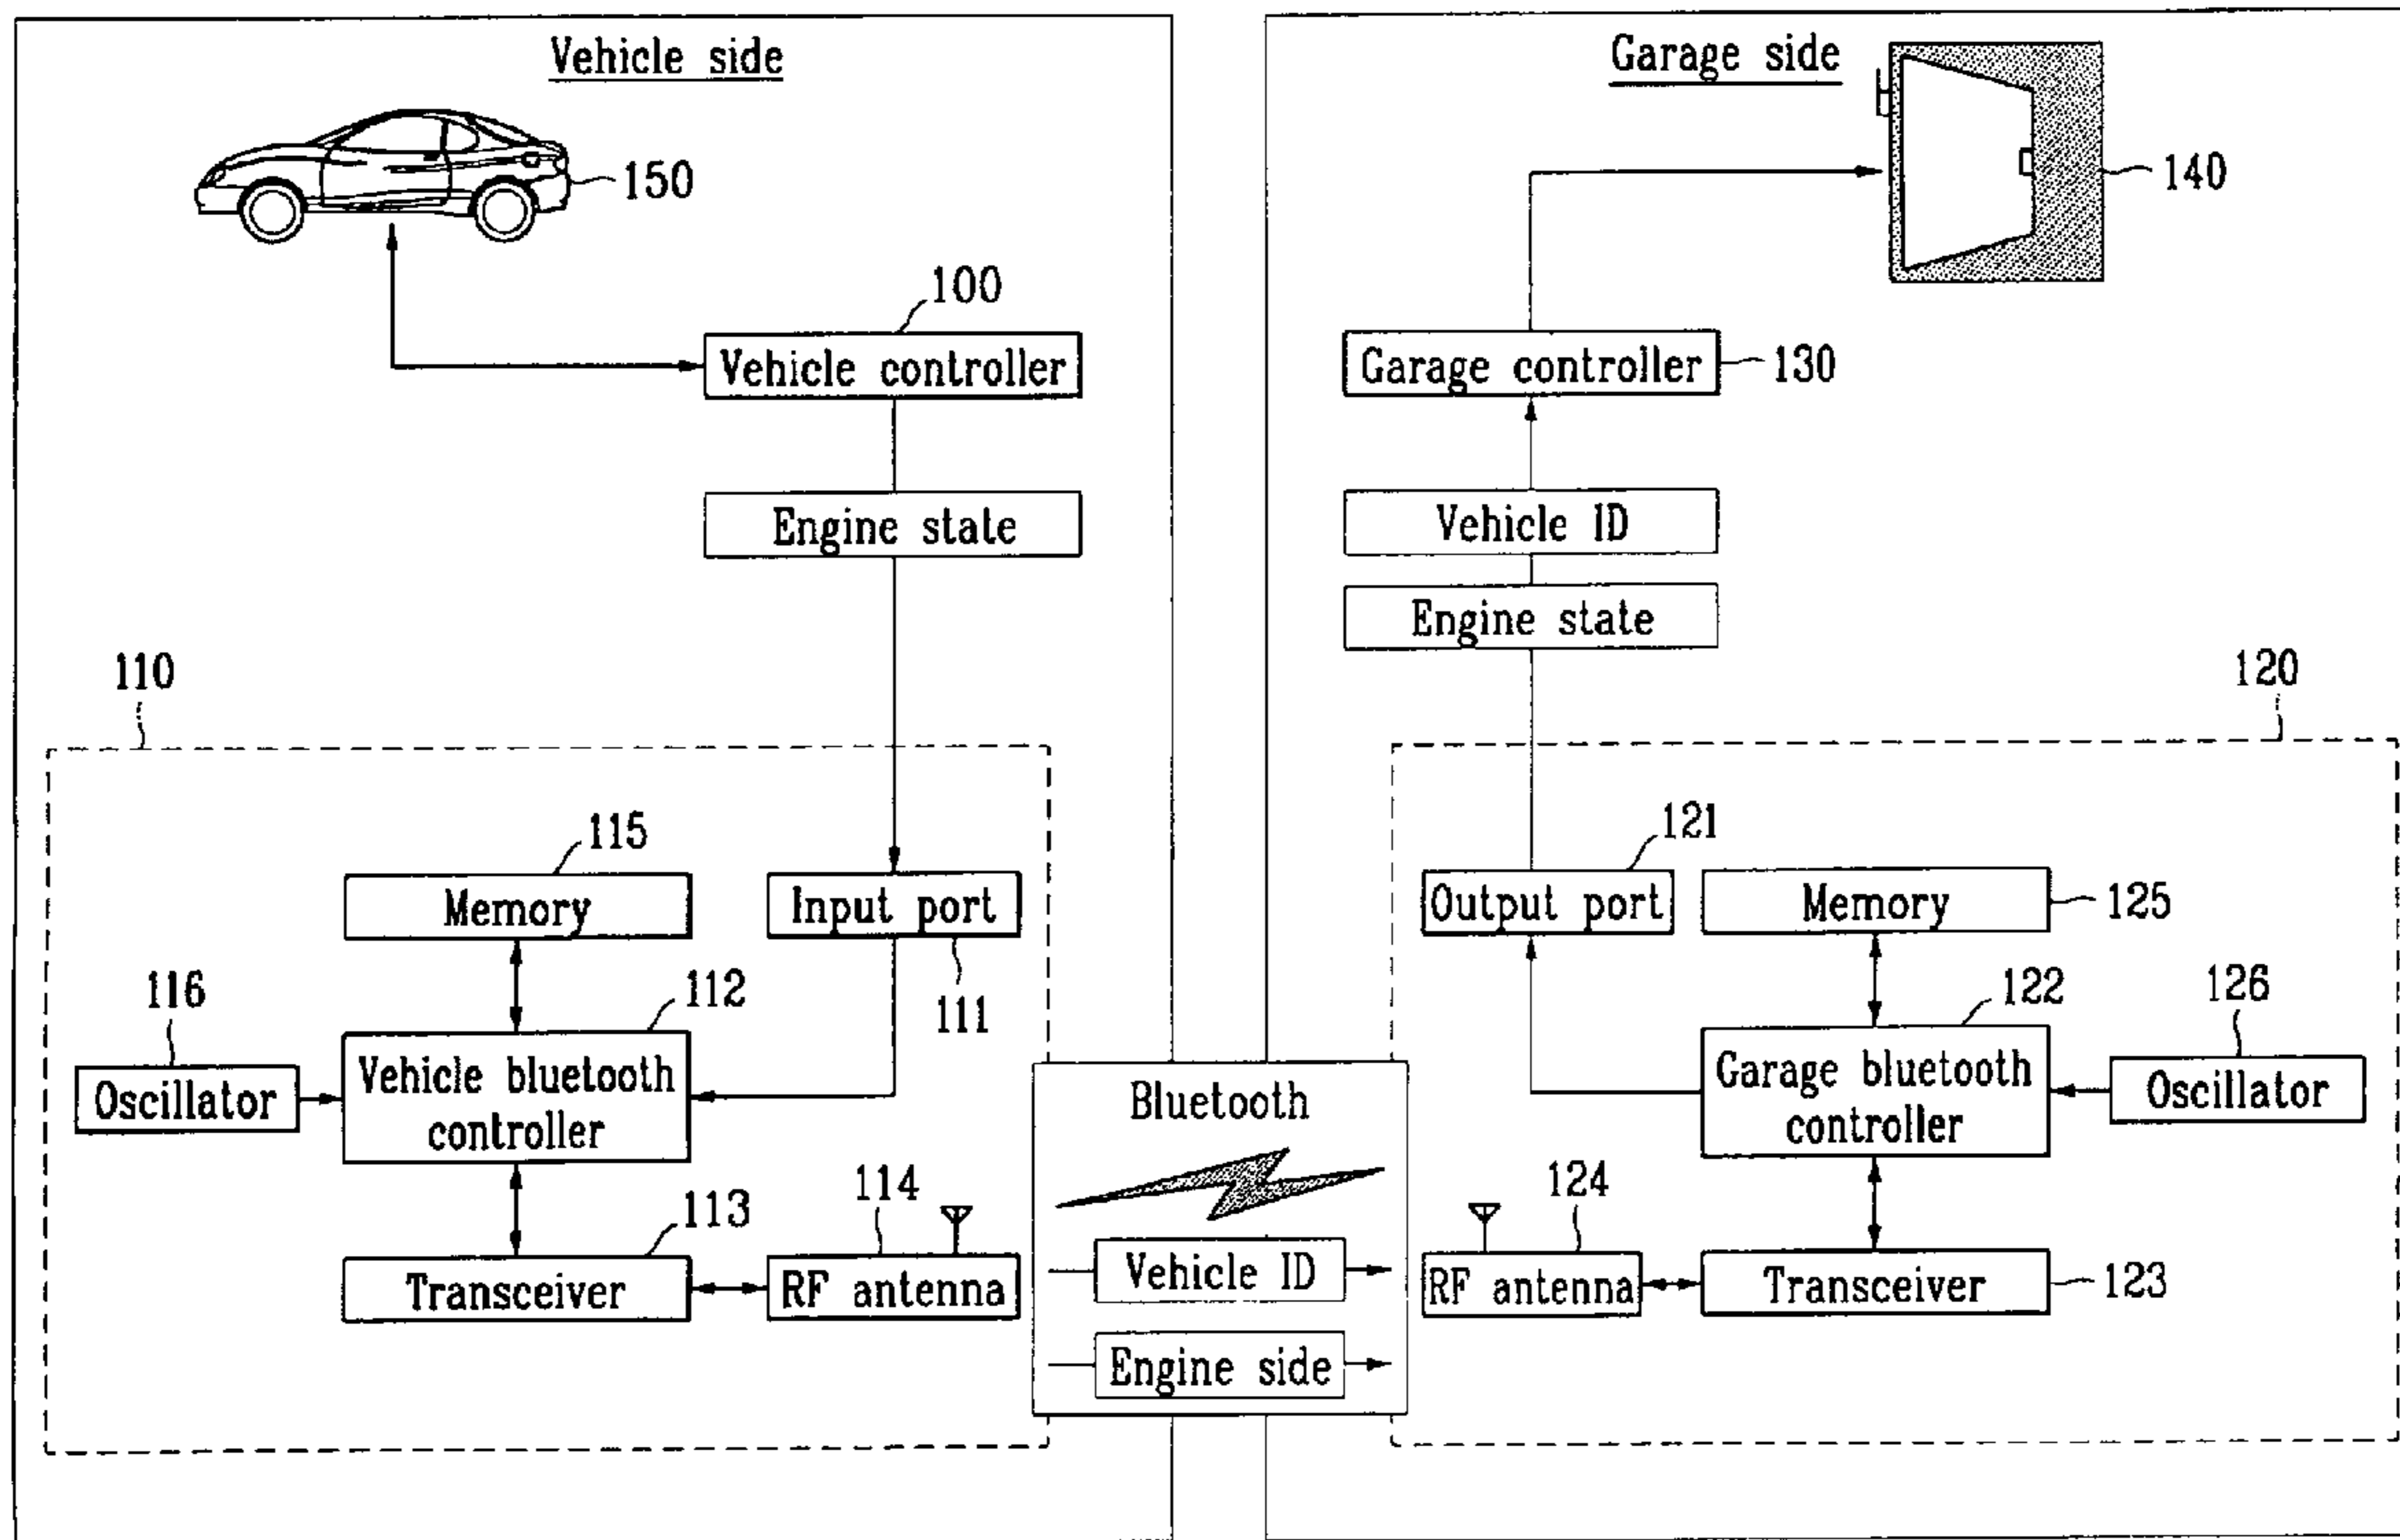 Vehicle side
150
100
Vehicle controller
Engine state
110
115
Memory
Input port
111
116
112
Oscillator
Vehicle bluetooth
controller
113
114
Transceiver
RF antenna
Bluetooth
Vehicle ID
Engine side
Garage side
140
Garage controller
130
Vehicle ID
Engine state
120
121
Output port
Memory
125
122
126
Garage bluetooth
controller
Oscillator
124
RF antenna
Transceiver
123